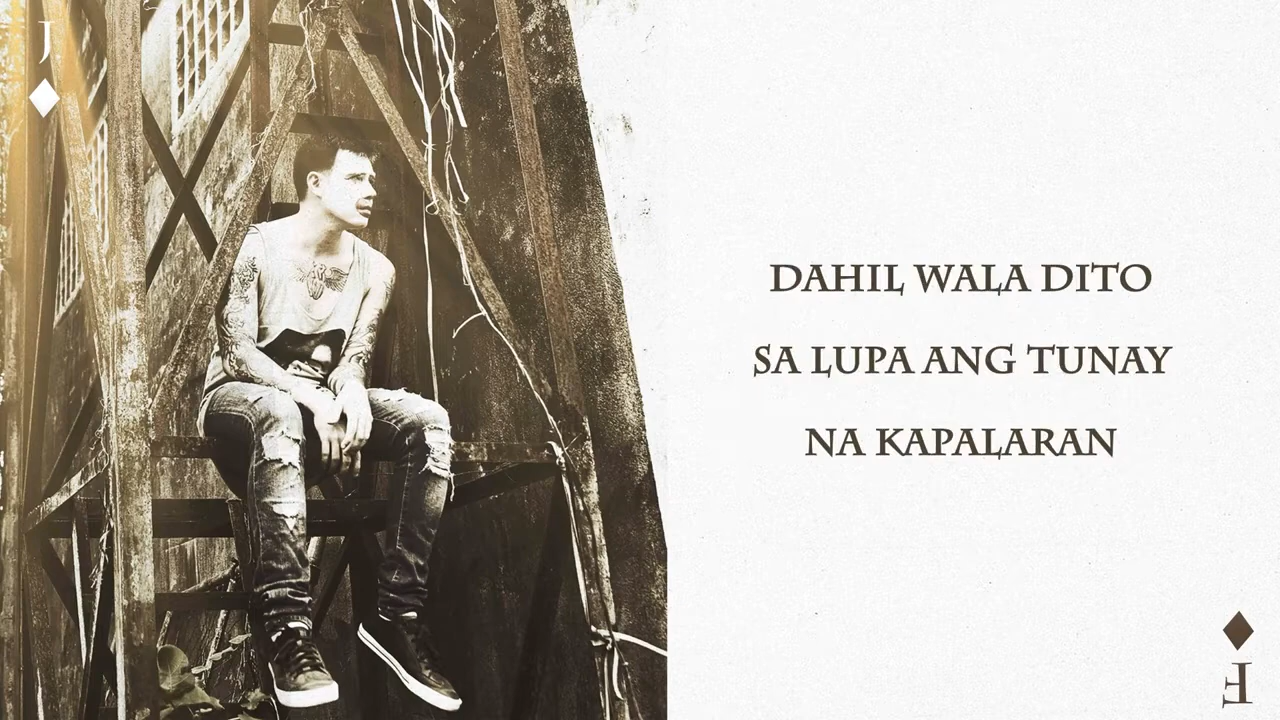 J
DAHIL WALA DITO
SA LUPA ANG TUNAY
NA KAPALARAN
F